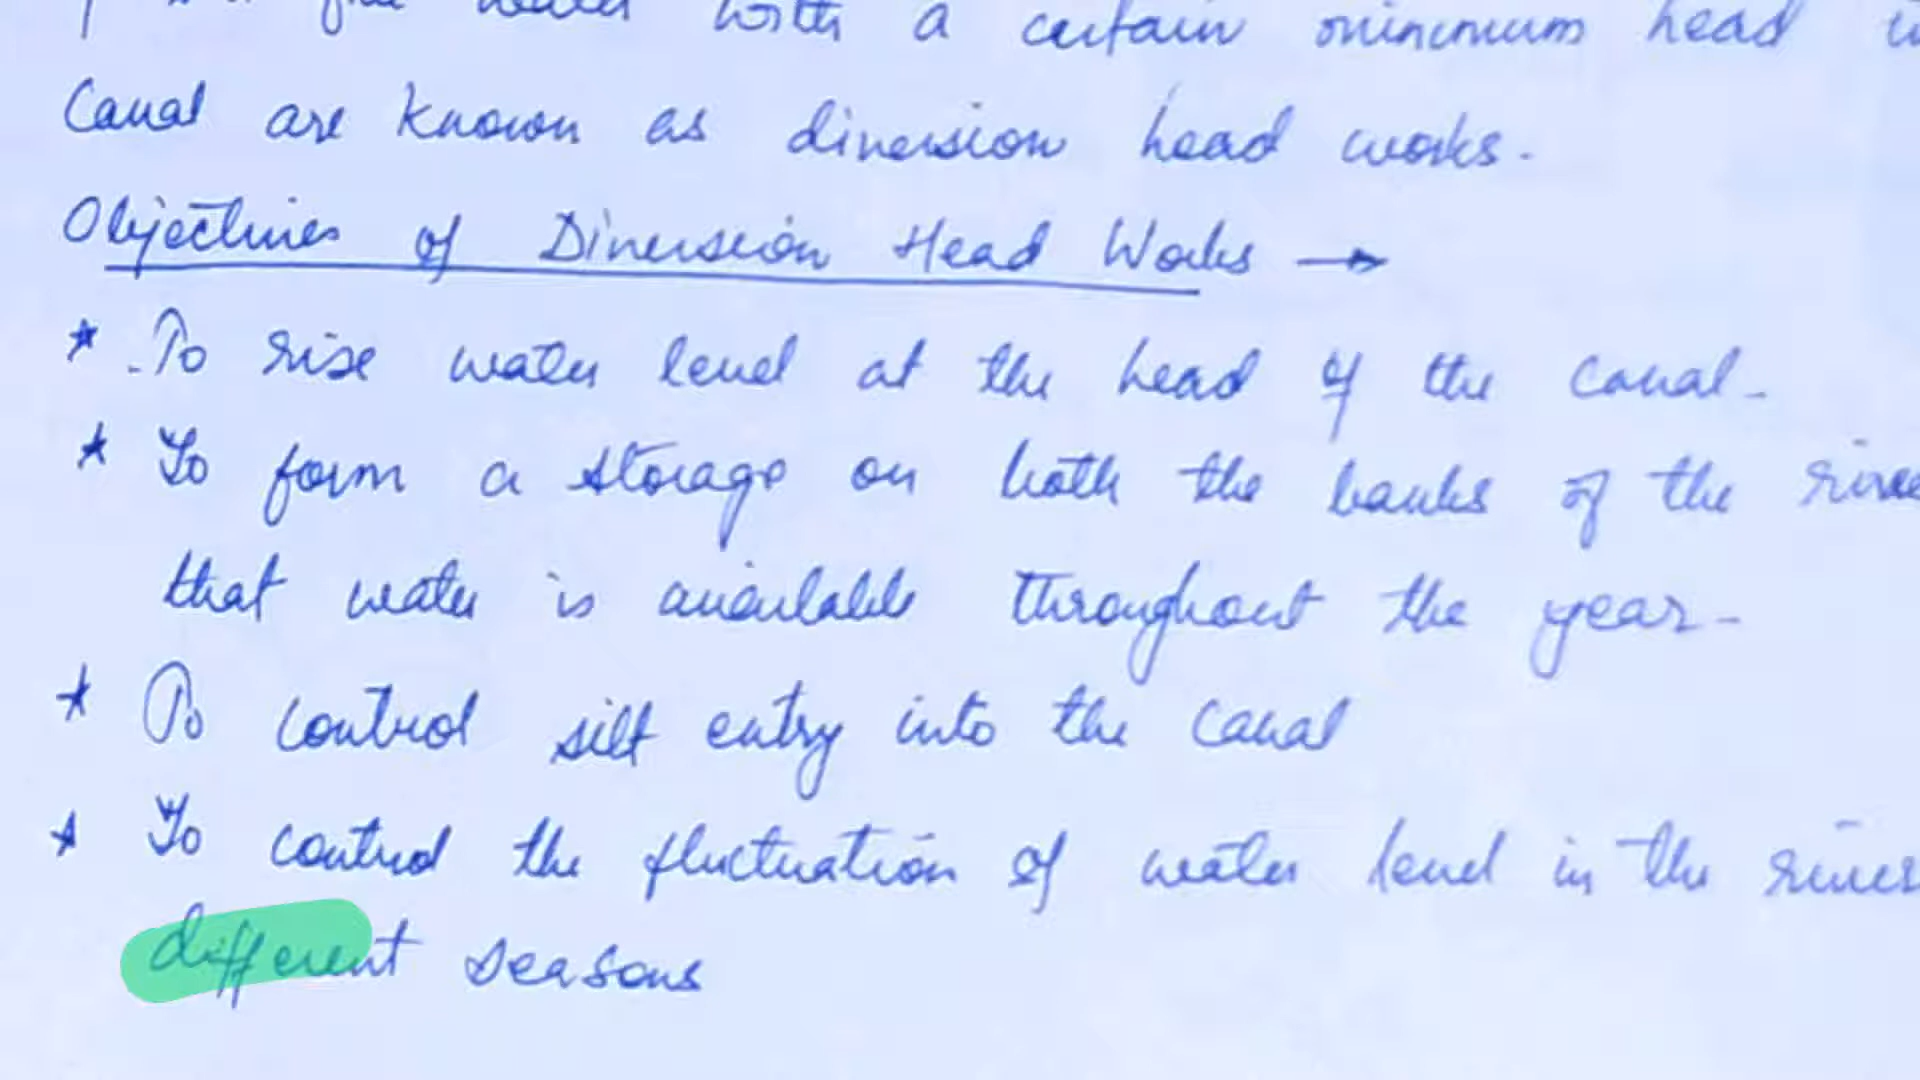 with a certain minimum head
Canal are known as diversion head works.
Objectives of Diversion Head Works →
* To rise water level at the head of the canal.
* To form a storage on both the banks of the
that water is available throughout the year.
* To control silt entry into the canal
* To control the fluctuation of water level in the river
different seasons